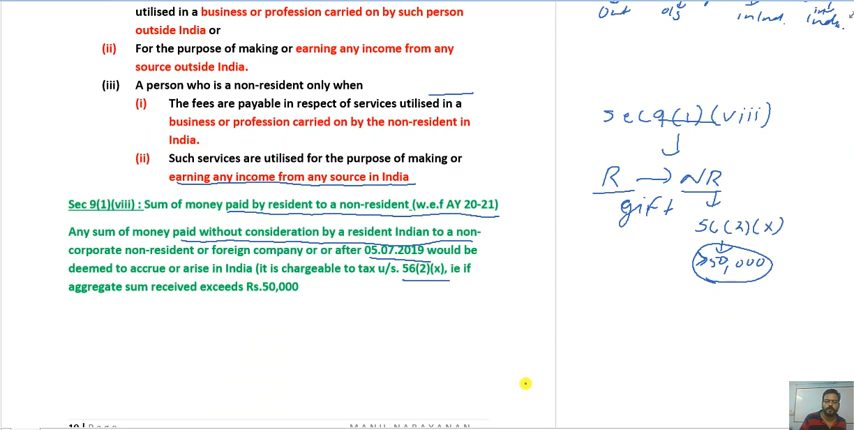 utilised in a business or profession carried on by such person
outside India or
(ii) For the purpose of making or earning any income from any
source outside India.
(iii) A person who is a non-resident only when
(i) The fees are payable in respect of services utilised in a
business or profession carried on by the non-resident in
India.
(ii) Such services are utilised for the purpose of making or
earning any income from any source in India
Sec 9(1)(viii) : Sum of money paid by resident to a non-resident (w.e.f AY 20-21)
Any sum of money paid without consideration by a resident Indian to a non-
corporate non-resident or foreign company or or after 05.07.2019 would be
deemed to accrue or arise in India (it is chargeable to tax u/s. 56(2)(x), ie if
aggregate sum received exceeds Rs.50,000
out o/s in Ind.
sec 9(1)(viii)
R → NR
gift
56(2)(x)
>50,000